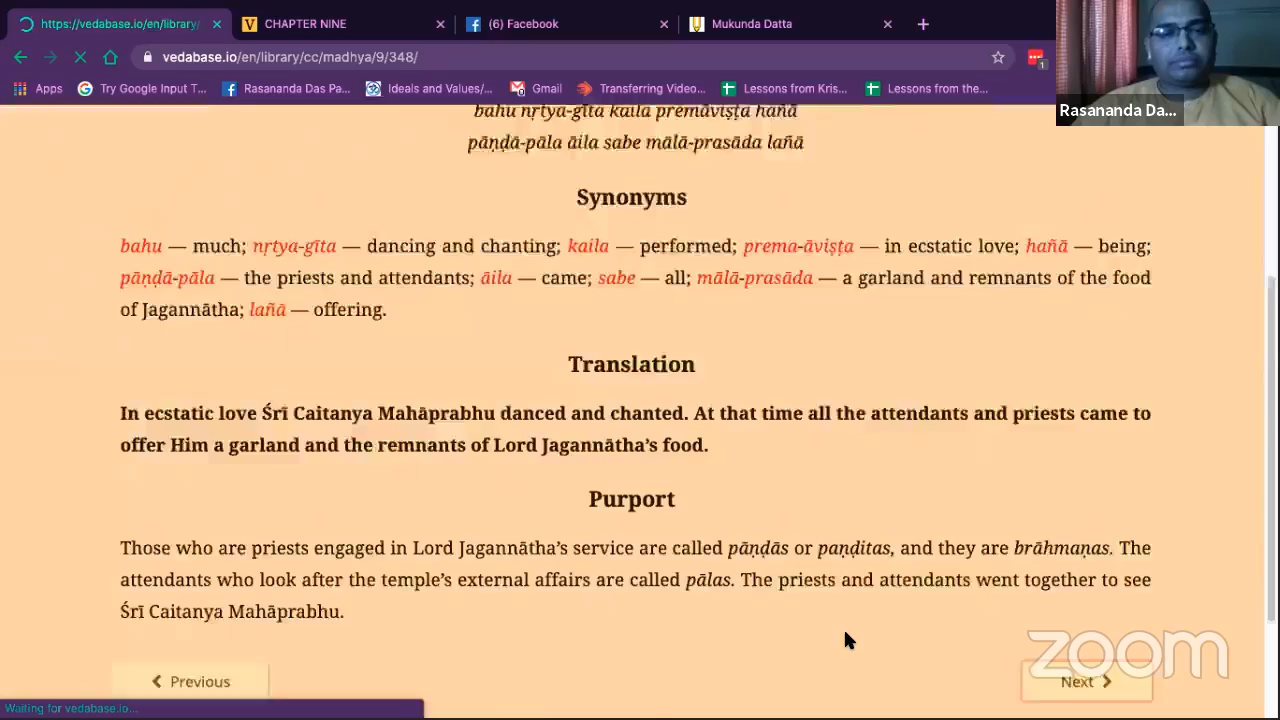 https://vedabase.io/en/library/
CHAPTER NINE
(6) Facebook
Mukunda Datta
vedabase.io/en/library/cc/madhya/9/348/
1
Apps
Try Google Input T...
Rasananda Das Pa...
Ideals and Values/...
Gmail
Transferring Video...
Lessons from Kris...
Lessons from the...
Rasananda Da...
bahu nṛtya-gīta kaila premāviṣṭa hañā
pāṇḍā-pāla āila sabe mālā-prasāda lañā
Synonyms
bahu — much; nṛtya-gīta — dancing and chanting; kaila — performed; prema-āviṣṭa — in ecstatic love; hañā — being;
pāṇḍā-pāla — the priests and attendants; āila — came; sabe — all; mālā-prasāda — a garland and remnants of the food
of Jagannātha; lañā — offering.
Translation
In ecstatic love Śrī Caitanya Mahāprabhu danced and chanted. At that time all the attendants and priests came to
offer Him a garland and the remnants of Lord Jagannātha’s food.
Purport
Those who are priests engaged in Lord Jagannātha’s service are called pāṇḍās or paṇḍitas, and they are brāhmaṇas. The
attendants who look after the temple’s external affairs are called pālas. The priests and attendants went together to see
Śrī Caitanya Mahāprabhu.
Previous
Next
zoom
Waiting for vedabase.io...